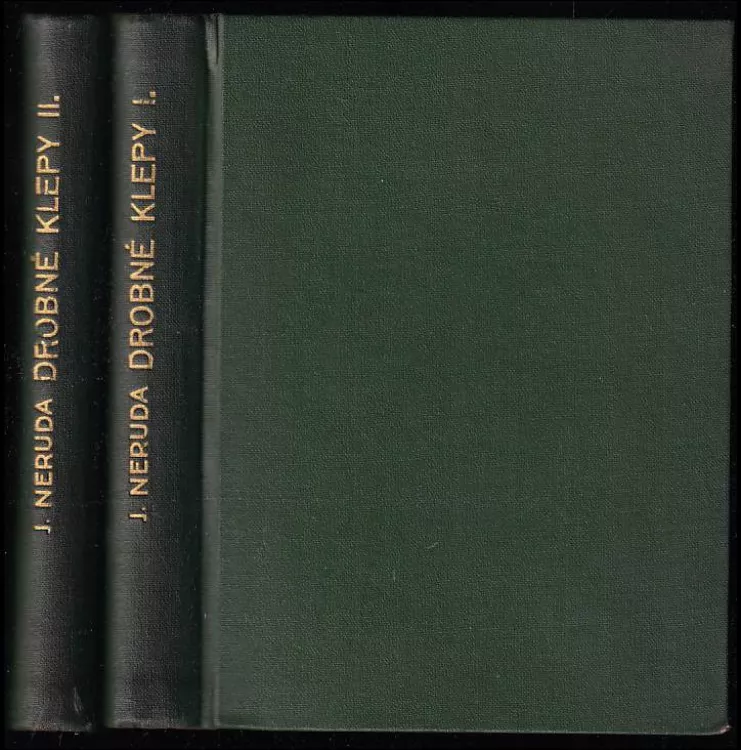 J. NERUDA DROBNÉ KLEPY II.
J. NERUDA DROBNÉ KLEPY I.